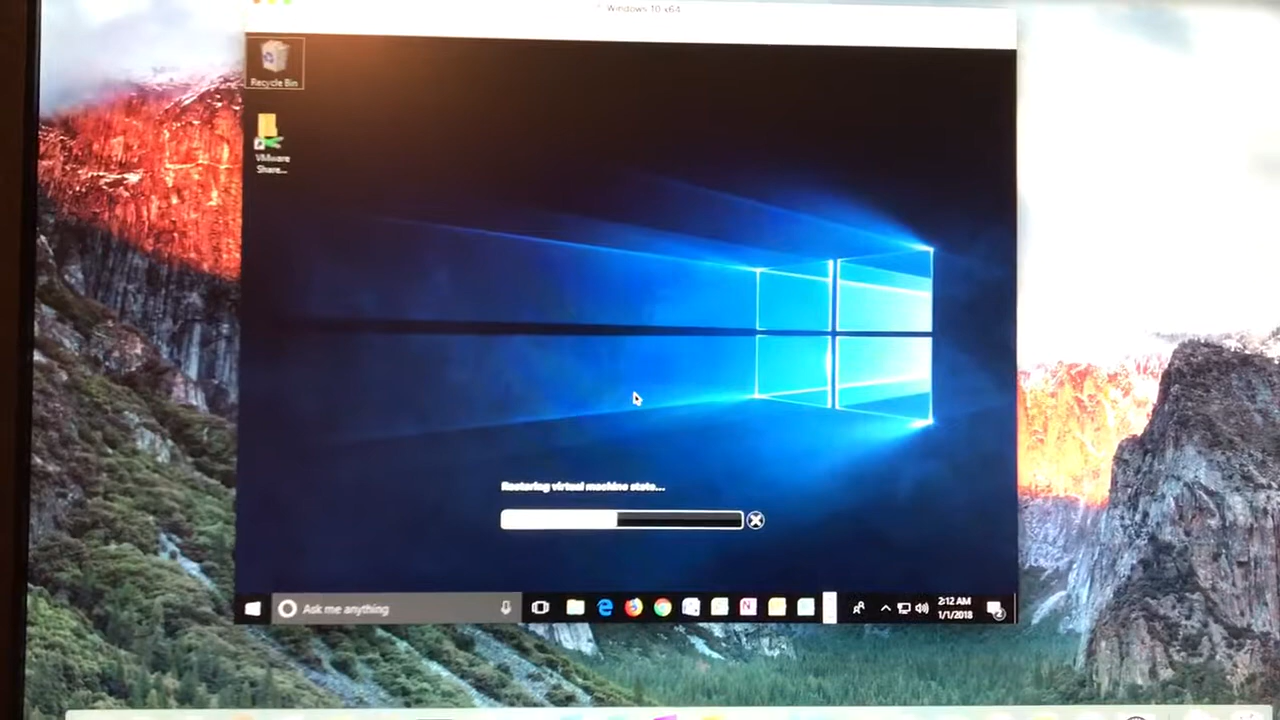 Windows 10 x64
Recycle Bin
VMware
Share...
Restoring virtual machine state...
Ask me anything
2:12 AM
1/1/2018
2